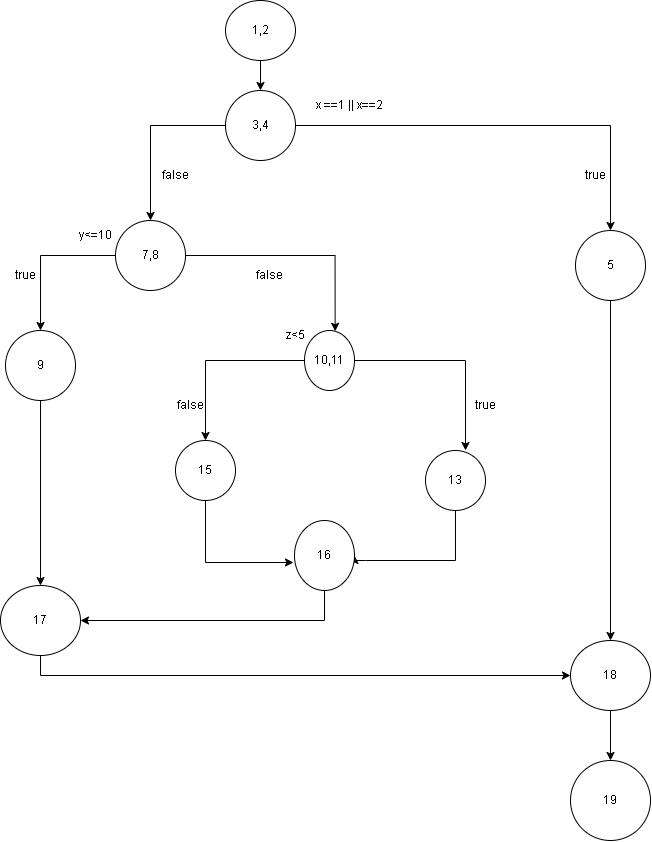 1,2
x ==1 || x==2
3,4
false
true
y<=10
7,8
5
true
false
z<5
9
10,11
false
true
15
13
16
17
18
19